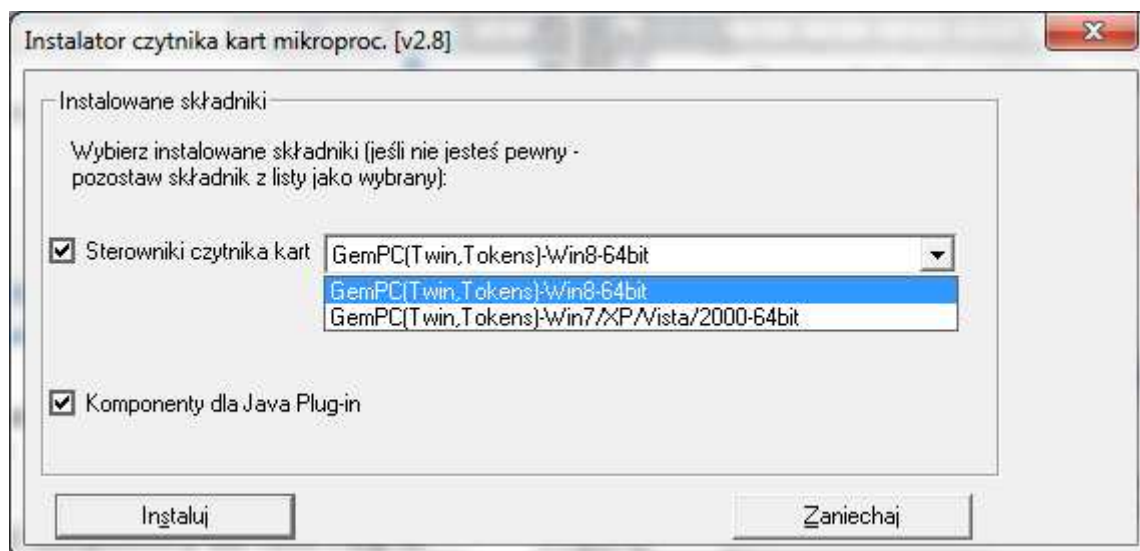 Instalator czytnika kart mikroproc. [v2.8]
Instalowane składniki
Wybierz instalowane składniki (jeśli nie jesteś pewny -
pozostaw składnik z listy jako wybrany):
Sterowniki czytnika kart
GemPC(Twin,Tokens)-Win8-64bit
GemPC(Twin,Tokens)-Win8-64bit
GemPC(Twin,Tokens)-Win7/XP/Vista/2000-64bit
Komponenty dla Java Plug-in
Instaluj
Zaniechaj